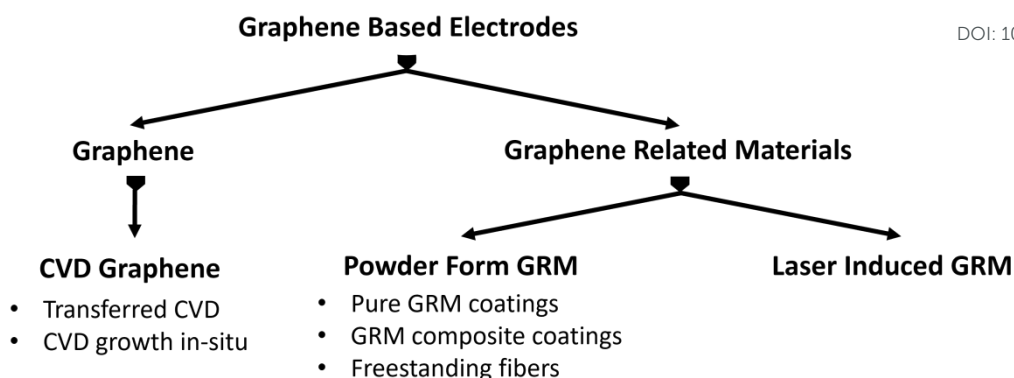 Graphene Based Electrodes
DOI: 10
Graphene
Graphene Related Materials
CVD Graphene
• Transferred CVD
• CVD growth in-situ
Powder Form GRM
• Pure GRM coatings
• GRM composite coatings
• Freestanding fibers
Laser Induced GRM